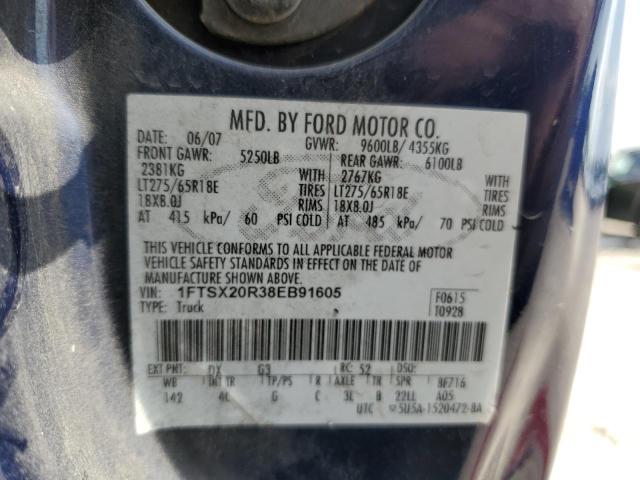 MFD. BY FORD MOTOR CO.
DATE: 06/07 GVWR: 9600LB/ 4355KG
FRONT GAWR: 5250LB REAR GAWR: 6100LB
2381KG WITH 2767KG WITH
LT275/65R18E TIRES LT275/65R18E TIRES
18X8.0J RIMS 18X8.0J RIMS
AT 415 kPa/ 60 PSI COLD AT 485 kPa/ 70 PSI COLD
THIS VEHICLE CONFORMS TO ALL APPLICABLE FEDERAL MOTOR
VEHICLE SAFETY STANDARDS IN EFFECT ON THE DATE OF
MANUFACTURE SHOWN ABOVE.
VIN: 1FTSX20R38EB91605 F0615
TYPE: Truck T0928
EXT PNT: DX G3 RC: 52 DSO:
WB INT TR TP/PS R AXLE TR SPR 8F716
142 4C G C 3L B 22LL A05
UTC 5U5A-1520472-BA